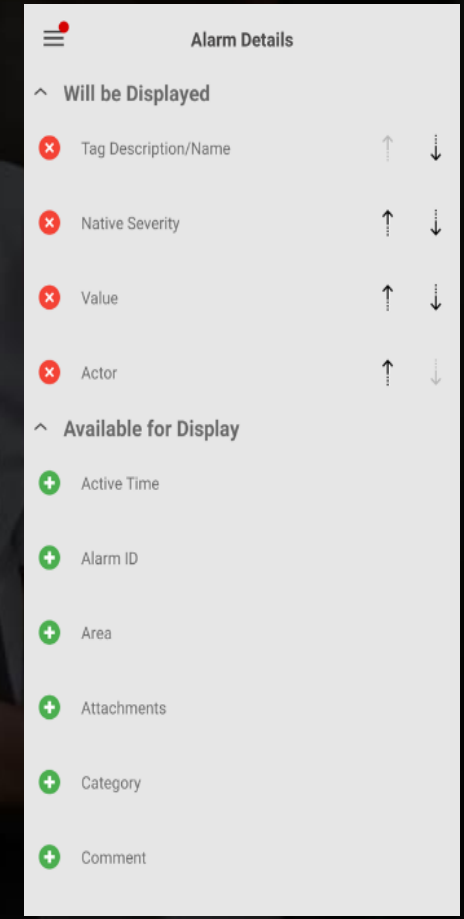 Alarm Details
Will be Displayed
Tag Description/Name
Native Severity
Value
Actor
Available for Display
Active Time
Alarm ID
Area
Attachments
Category
Comment